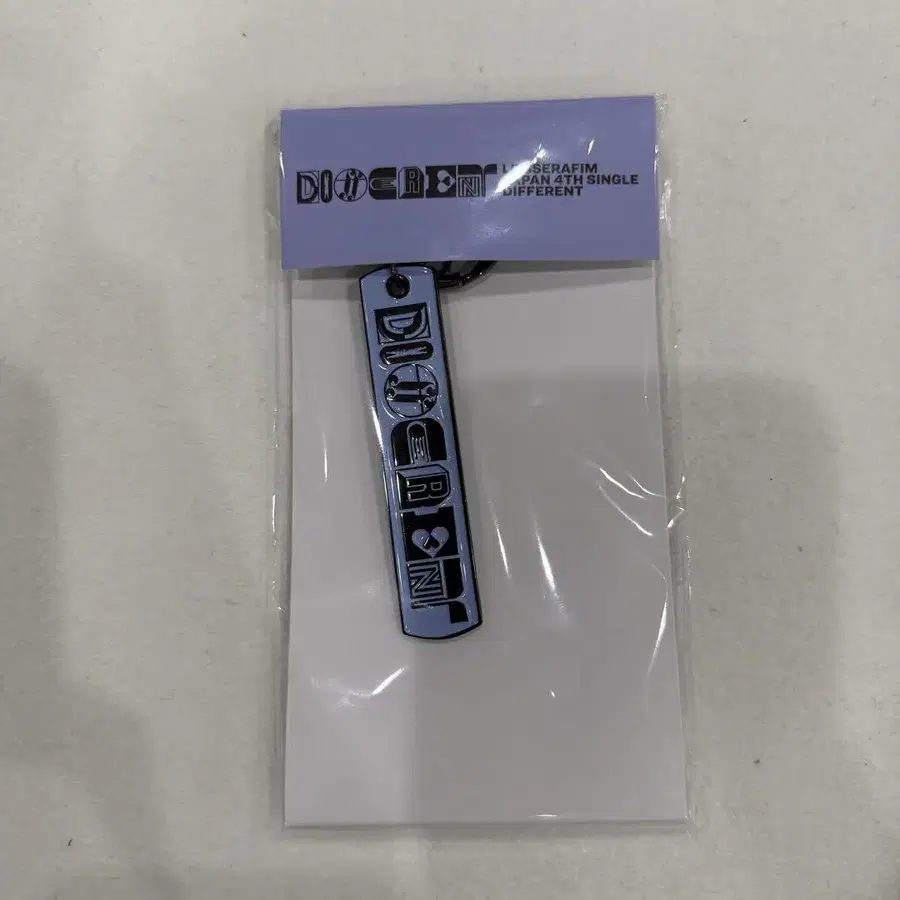 DIFFERENT
LE SSERAFIM
JAPAN 4TH SINGLE
DIFFERENT
DIFFERENT